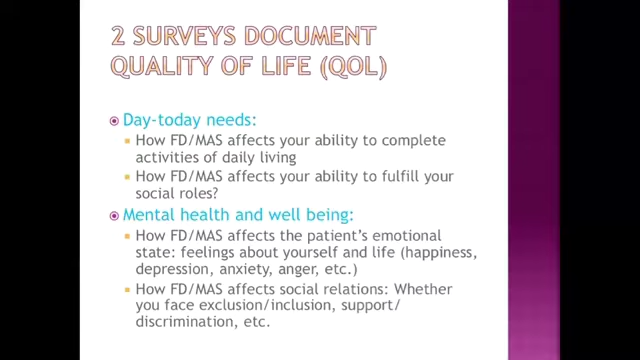 2 SURVEYS DOCUMENT
QUALITY OF LIFE (QOL)
Day-today needs:
How FD/MAS affects your ability to complete
activities of daily living
How FD/MAS affects your ability to fulfill your
social roles?
Mental health and well being:
How FD/MAS affects the patient's emotional
state: feelings about yourself and life (happiness,
depression, anxiety, anger, etc.)
How FD/MAS affects social relations: Whether
you face exclusion/inclusion, support/
discrimination, etc.